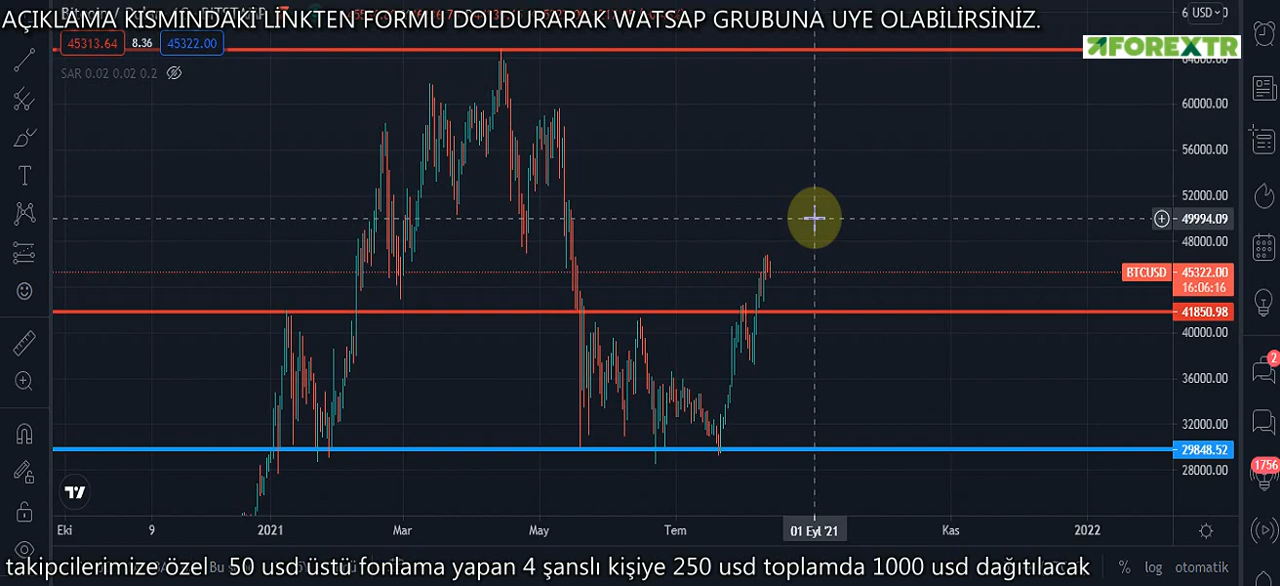 AÇIKLAMA KISMINDAKİ LİNKTEN FORMU DOLDURARAK WATSAP GRUBUNA UYE OLABİLİRSİNİZ.
USD
45313.64 8.36 45322.00
FOREXTR
SAR 0.02 0.02 0.2
64000.00
60000.00
56000.00
52000.00
49994.09
48000.00
BTCUSD 45322.00
16:06:16
41850.98
40000.00
36000.00
32000.00
29848.52
28000.00
2
1756
Eki 9 2021 Mar May Tem 01 Eyl '21 Kas 2022
takipcilerimize özel 50 usd üstü fonlama yapan 4 şanslı kişiye 250 usd toplamda 1000 usd dağıtılacak
% log otomatik